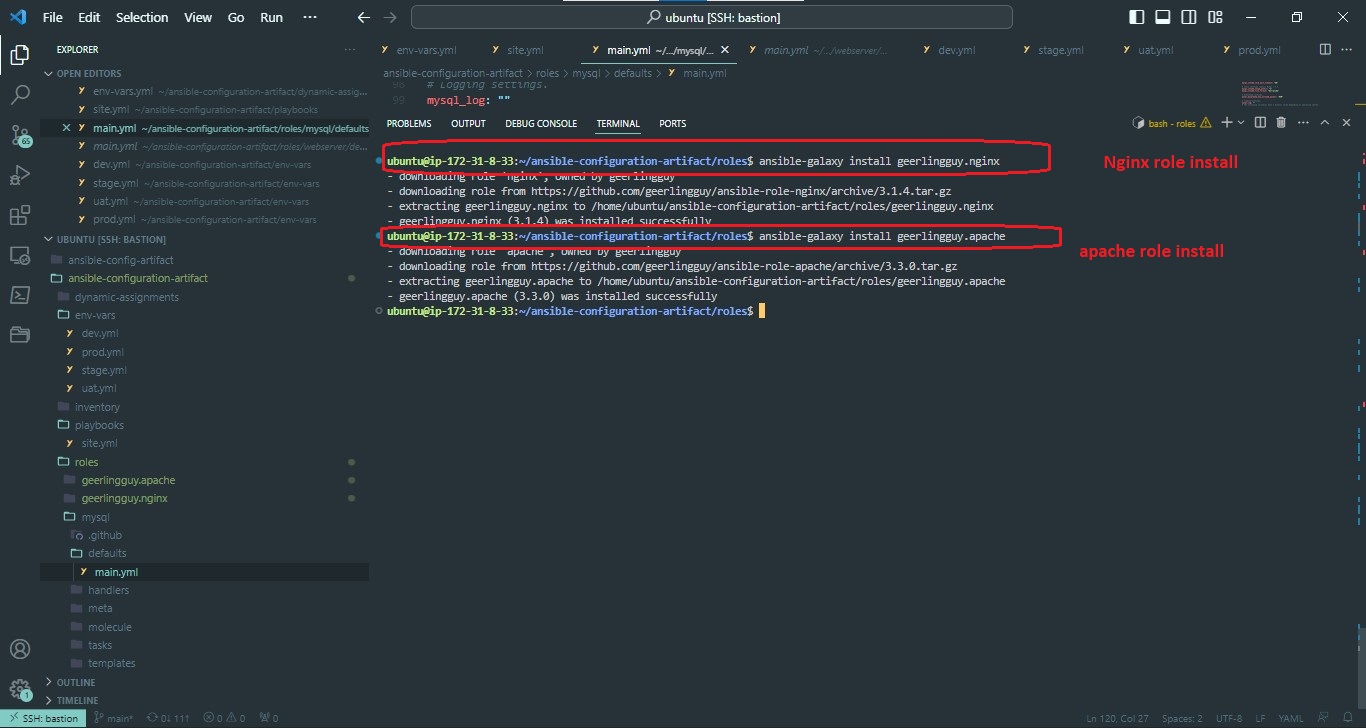 File Edit Selection View Go Run ···
ubuntu [SSH: bastion]
EXPLORER
OPEN EDITORS
env-vars.yml ~/ansible-configuration-artifact/dynamic-assig...
site.yml ~/ansible-configuration-artifact/playbooks
main.yml ~/ansible-configuration-artifact/roles/mysql/defaults
main.yml ~/ansible-configuration-artifact/roles/webserver/de...
dev.yml ~/ansible-configuration-artifact/env-vars
stage.yml ~/ansible-configuration-artifact/env-vars
uat.yml ~/ansible-configuration-artifact/env-vars
prod.yml ~/ansible-configuration-artifact/env-vars
UBUNTU [SSH: BASTION]
ansible-config-artifact
ansible-configuration-artifact
dynamic-assignments
env-vars
dev.yml
prod.yml
stage.yml
uat.yml
inventory
playbooks
site.yml
roles
geerlingguy.apache
geerlingguy.nginx
mysql
.github
defaults
main.yml
handlers
meta
molecule
tasks
templates
OUTLINE
TIMELINE
65
1
env-vars.yml site.yml main.yml ~/.../mysql/... main.yml ~/.../webserver/... dev.yml stage.yml uat.yml prod.yml
ansible-configuration-artifact > roles > mysql > defaults > main.yml
98 # Logging settings.
99 mysql_log: ""
PROBLEMS OUTPUT DEBUG CONSOLE TERMINAL PORTS
bash - roles
ubuntu@ip-172-31-8-33:~/ansible-configuration-artifact/roles$ ansible-galaxy install geerlingguy.nginx
- downloading role 'nginx', owned by geerlingguy
- downloading role from https://github.com/geerlingguy/ansible-role-nginx/archive/3.1.4.tar.gz
- extracting geerlingguy.nginx to /home/ubuntu/ansible-configuration-artifact/roles/geerlingguy.nginx
- geerlingguy.nginx (3.1.4) was installed successfully
ubuntu@ip-172-31-8-33:~/ansible-configuration-artifact/roles$ ansible-galaxy install geerlingguy.apache
- downloading role 'apache', owned by geerlingguy
- downloading role from https://github.com/geerlingguy/ansible-role-apache/archive/3.3.0.tar.gz
- extracting geerlingguy.apache to /home/ubuntu/ansible-configuration-artifact/roles/geerlingguy.apache
- geerlingguy.apache (3.3.0) was installed successfully
ubuntu@ip-172-31-8-33:~/ansible-configuration-artifact/roles$
Nginx role install
apache role install
SSH: bastion main* 0↓ 11↑ 0 0 0
Ln 120, Col 27 Spaces: 2 UTF-8 LF YAML